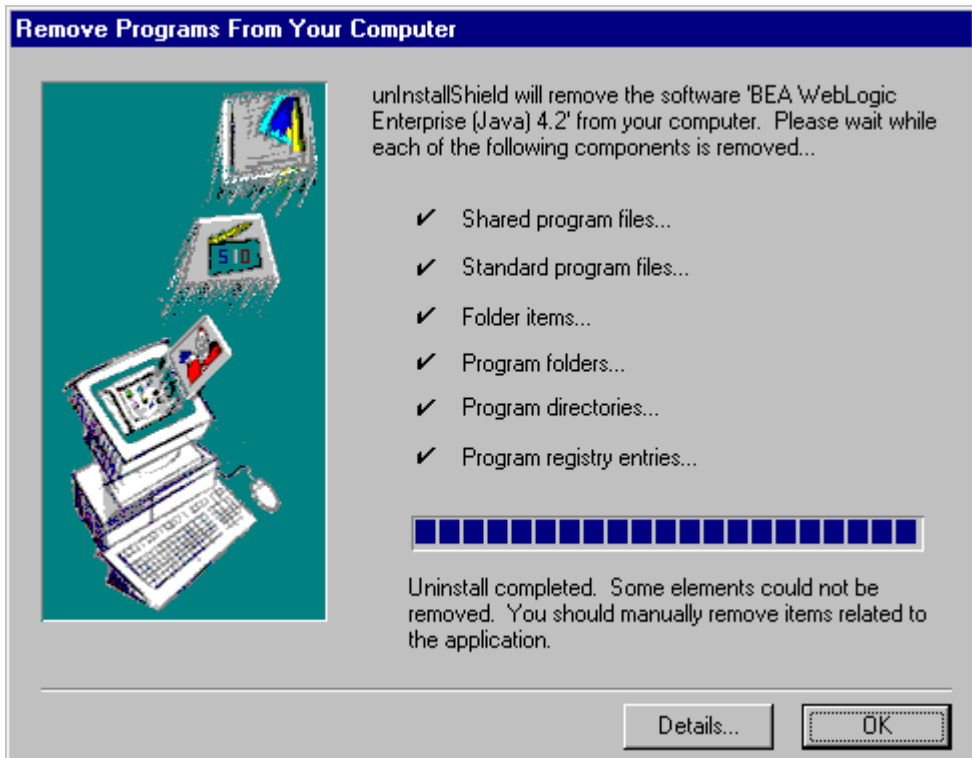 Remove Programs From Your Computer
unInstallShield will remove the software 'BEA WebLogic
Enterprise (Java) 4.2' from your computer.  Please wait while
each of the following components is removed...
✔ Shared program files...
✔ Standard program files...
✔ Folder items...
✔ Program folders...
✔ Program directories...
✔ Program registry entries...
510
Uninstall completed.  Some elements could not be
removed.  You should manually remove items related to
the application.
Details...
OK